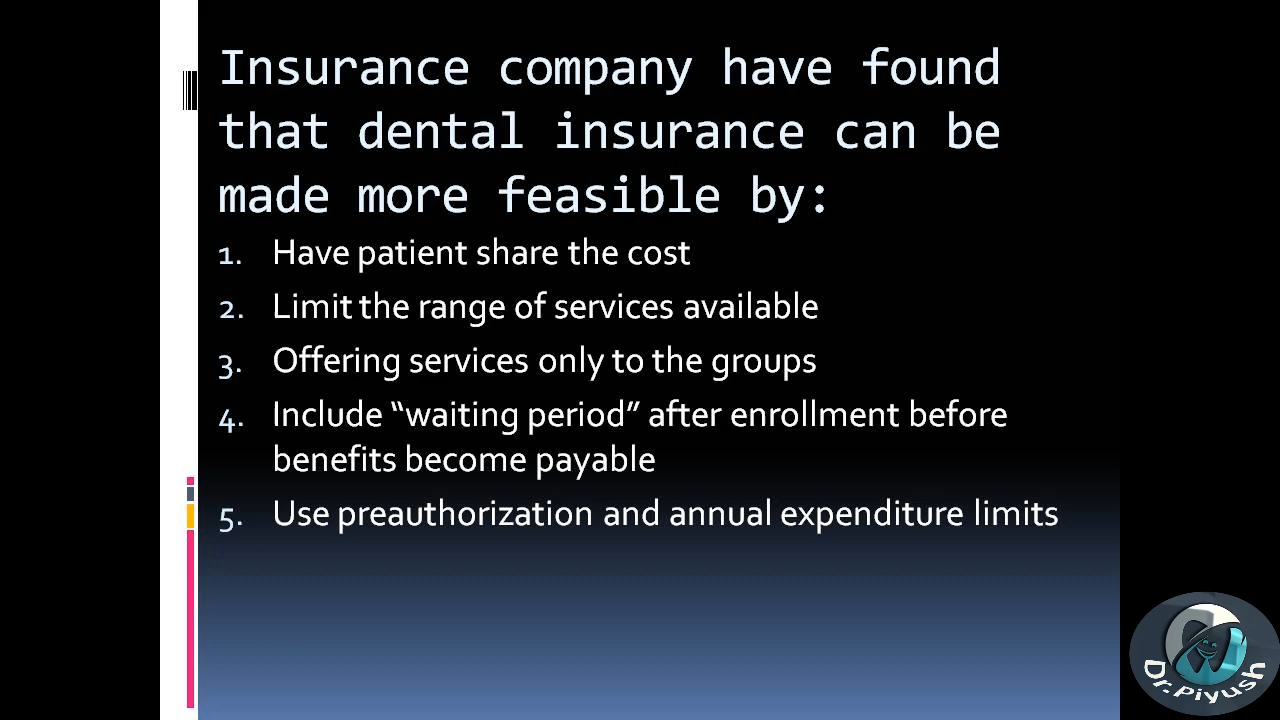 Insurance company have found
that dental insurance can be
made more feasible by:
1. Have patient share the cost
2. Limit the range of services available
3. Offering services only to the groups
4. Include “waiting period” after enrollment before
benefits become payable
5. Use preauthorization and annual expenditure limits
Dr.Piyush